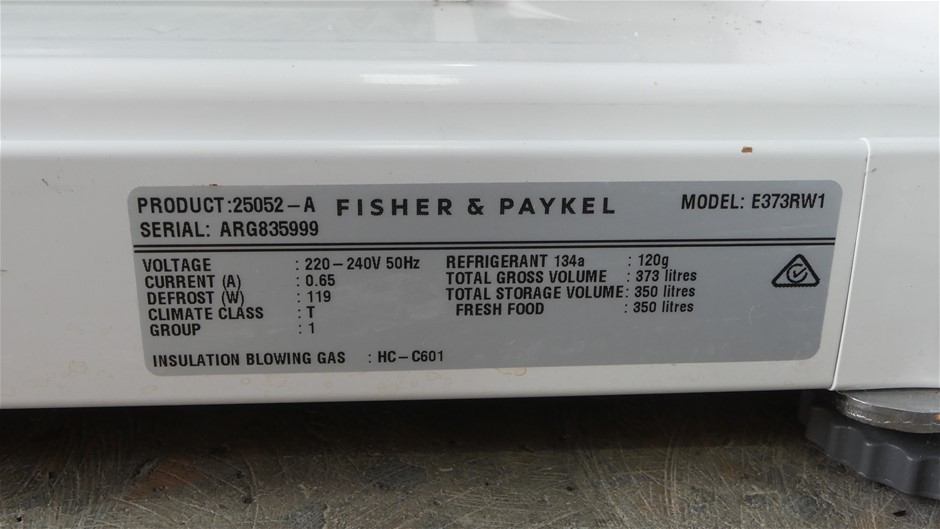 PRODUCT:25052-A FISHER & PAYKEL MODEL: E373RW1
SERIAL: ARG835999
VOLTAGE : 220-240V 50Hz REFRIGERANT 134a : 120g
CURRENT (A) : 0.65 TOTAL GROSS VOLUME : 373 litres
DEFROST (W) : 119 TOTAL STORAGE VOLUME: 350 litres
CLIMATE CLASS : T FRESH FOOD : 350 litres
GROUP : 1
INSULATION BLOWING GAS : HC-C601